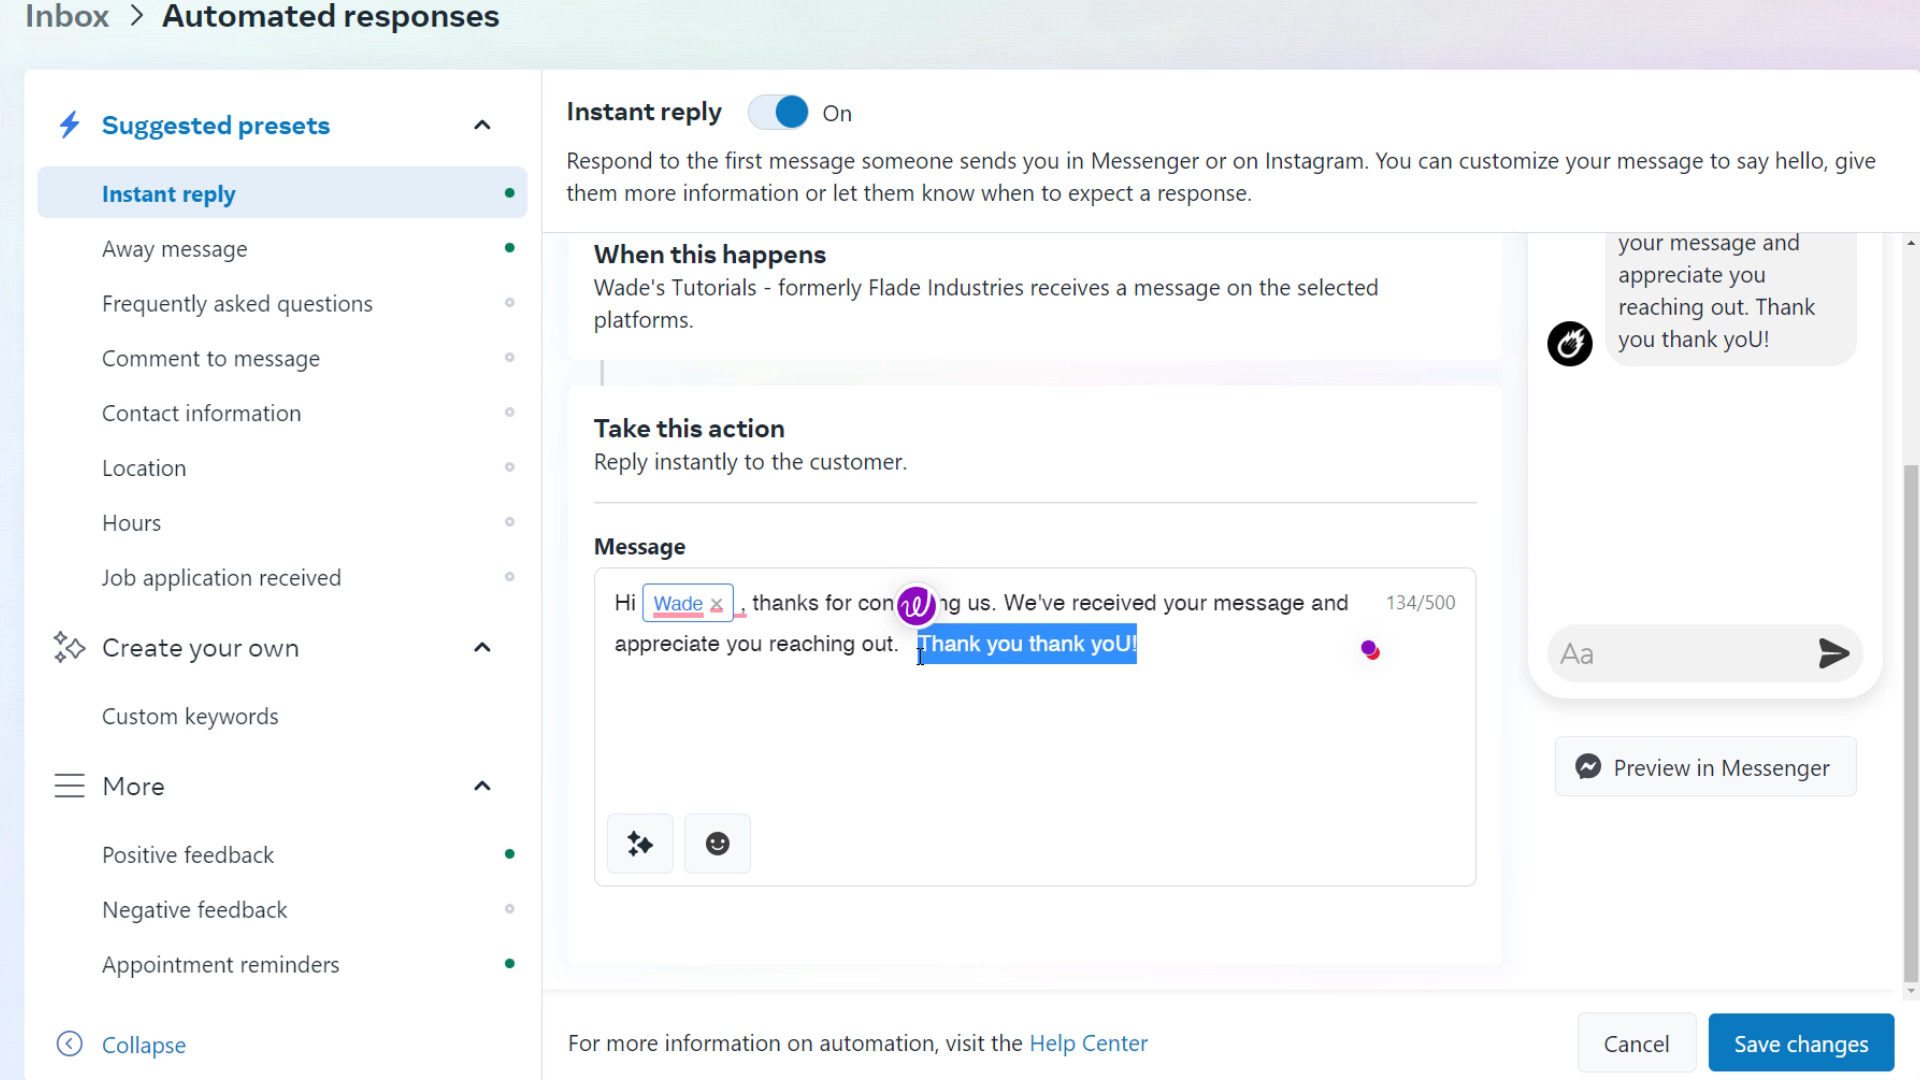 Inbox > Automated responses
Suggested presets
Instant reply
Away message
Frequently asked questions
Comment to message
Contact information
Location
Hours
Job application received
Create your own
Custom keywords
More
Positive feedback
Negative feedback
Appointment reminders
Collapse
Instant reply On
Respond to the first message someone sends you in Messenger or on Instagram. You can customize your message to say hello, give
them more information or let them know when to expect a response.
When this happens
Wade's Tutorials - formerly Flade Industries receives a message on the selected
platforms.
Take this action
Reply instantly to the customer.
Message
Hi Wade × , thanks for con ng us. We've received your message and 134/500
appreciate you reaching out. Thank you thank yoU!
your message and
appreciate you
reaching out. Thank
you thank yoU!
Aa
Preview in Messenger
For more information on automation, visit the Help Center
Cancel
Save changes